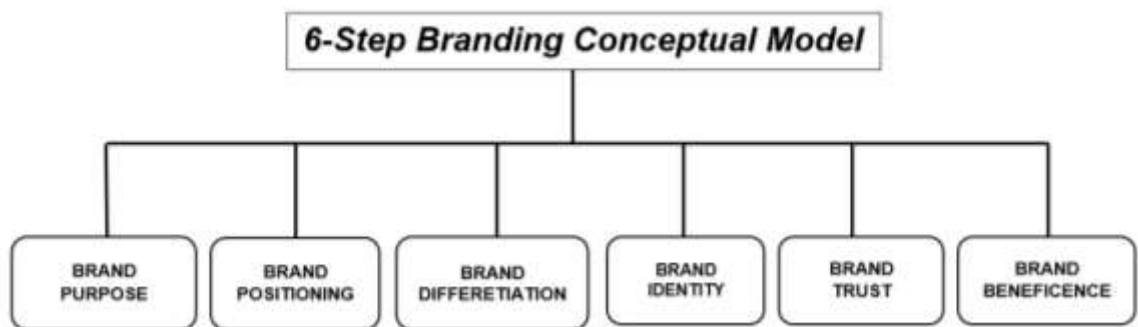 6-Step Branding Conceptual Model
BRAND
PURPOSE
BRAND
POSITIONING
BRAND
DIFFERETIATION
BRAND
IDENTITY
BRAND
TRUST
BRAND
BENEFICENCE